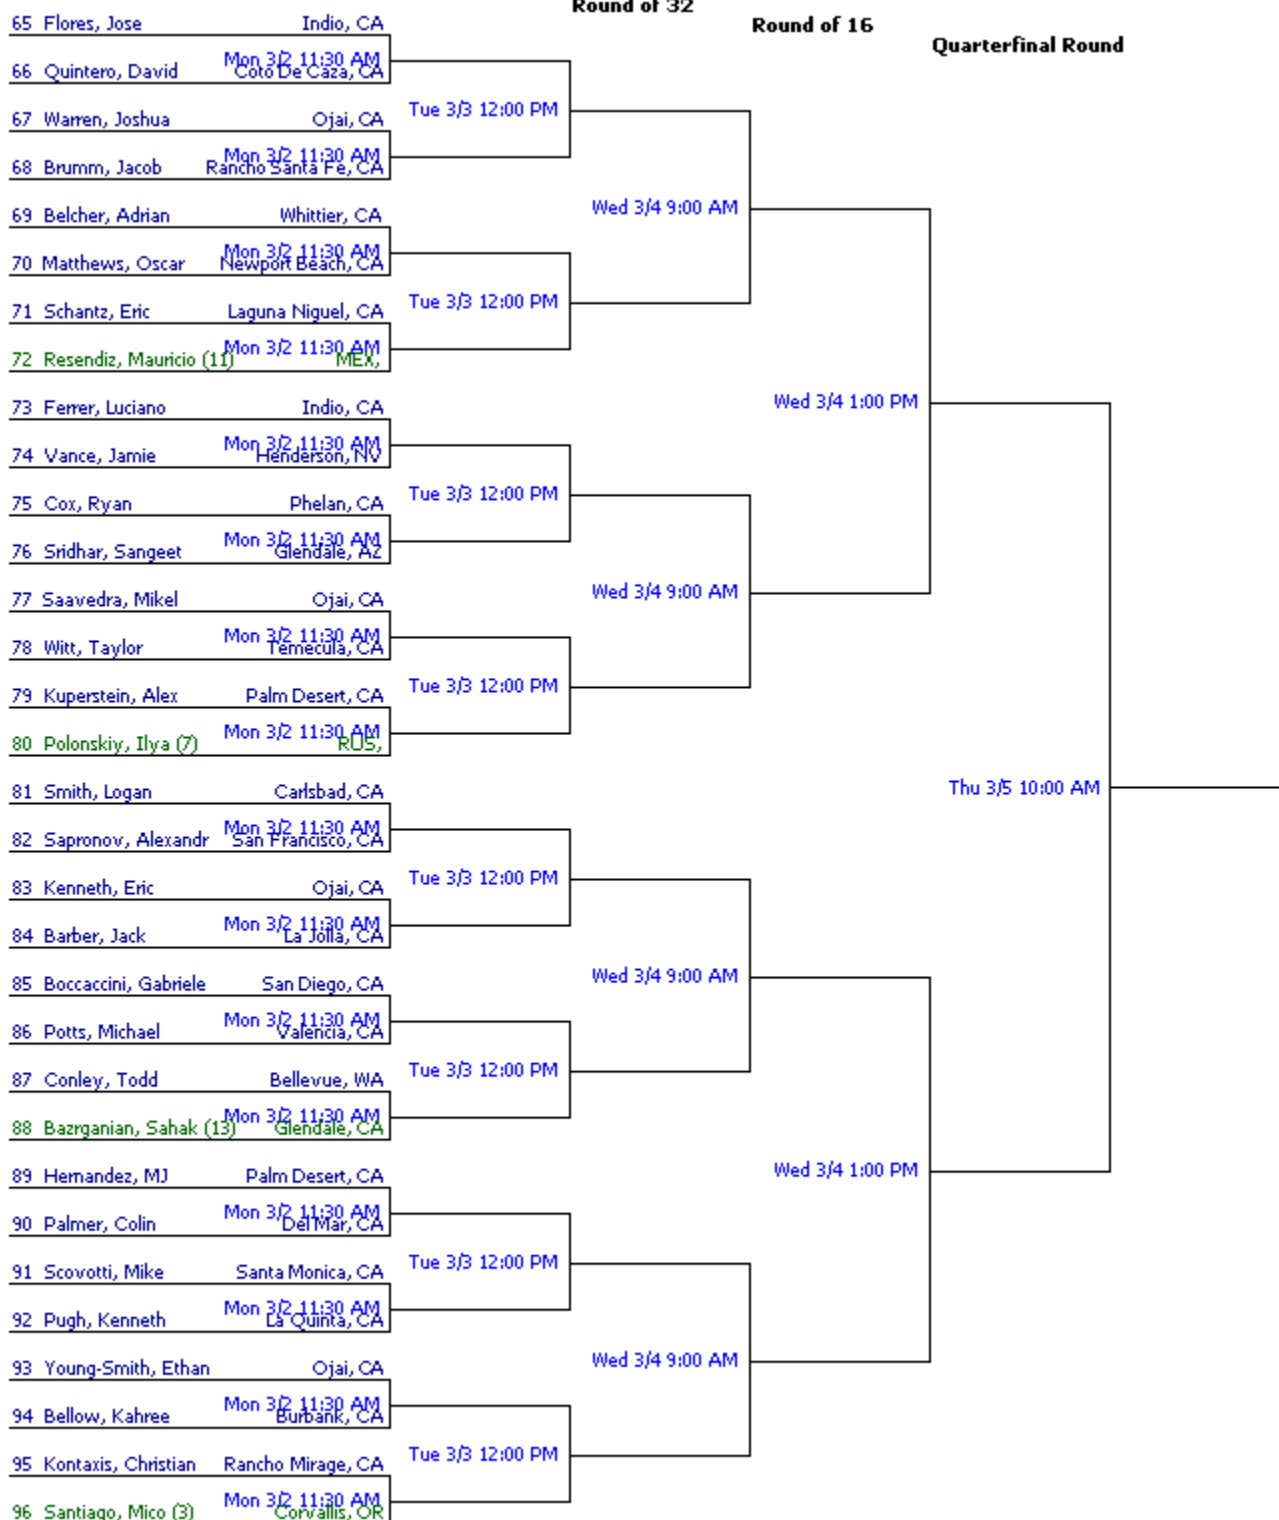 Round of 32
Round of 16
Quarterfinal Round
65 Flores, Jose Indio, CA
Mon 3/2 11:30 AM
66 Quintero, David Coto De Caza, CA
Tue 3/3 12:00 PM
67 Warren, Joshua Ojai, CA
Mon 3/2 11:30 AM
68 Brumm, Jacob Rancho Santa Fe, CA
Wed 3/4 9:00 AM
69 Belcher, Adrian Whittier, CA
Mon 3/2 11:30 AM
70 Matthews, Oscar Newport Beach, CA
Tue 3/3 12:00 PM
71 Schantz, Eric Laguna Niguel, CA
Mon 3/2 11:30 AM
72 Resendiz, Mauricio (11) MEX,
Wed 3/4 1:00 PM
73 Ferrer, Luciano Indio, CA
Mon 3/2 11:30 AM
74 Vance, Jamie Henderson, NV
Tue 3/3 12:00 PM
75 Cox, Ryan Phelan, CA
Mon 3/2 11:30 AM
76 Sridhar, Sangeet Glendale, AZ
Wed 3/4 9:00 AM
77 Saavedra, Mikel Ojai, CA
Mon 3/2 11:30 AM
78 Witt, Taylor Temecula, CA
Tue 3/3 12:00 PM
79 Kuperstein, Alex Palm Desert, CA
Mon 3/2 11:30 AM
80 Polonskiy, Ilya (7) RUS,
Thu 3/5 10:00 AM
81 Smith, Logan Carlsbad, CA
Mon 3/2 11:30 AM
82 Sapronov, Alexandr San Francisco, CA
Tue 3/3 12:00 PM
83 Kenneth, Eric Ojai, CA
Mon 3/2 11:30 AM
84 Barber, Jack La Jolla, CA
Wed 3/4 9:00 AM
85 Boccaccini, Gabriele San Diego, CA
Mon 3/2 11:30 AM
86 Potts, Michael Valencia, CA
Tue 3/3 12:00 PM
87 Conley, Todd Bellevue, WA
Mon 3/2 11:30 AM
88 Bazrganian, Sahak (13) Glendale, CA
Wed 3/4 1:00 PM
89 Hernandez, MJ Palm Desert, CA
Mon 3/2 11:30 AM
90 Palmer, Colin Del Mar, CA
Tue 3/3 12:00 PM
91 Scovotti, Mike Santa Monica, CA
Mon 3/2 11:30 AM
92 Pugh, Kenneth La Quinta, CA
Wed 3/4 9:00 AM
93 Young-Smith, Ethan Ojai, CA
Mon 3/2 11:30 AM
94 Bellow, Kahree Burbank, CA
Tue 3/3 12:00 PM
95 Kontaxis, Christian Rancho Mirage, CA
Mon 3/2 11:30 AM
96 Santiago, Mico (3) Corvallis, OR